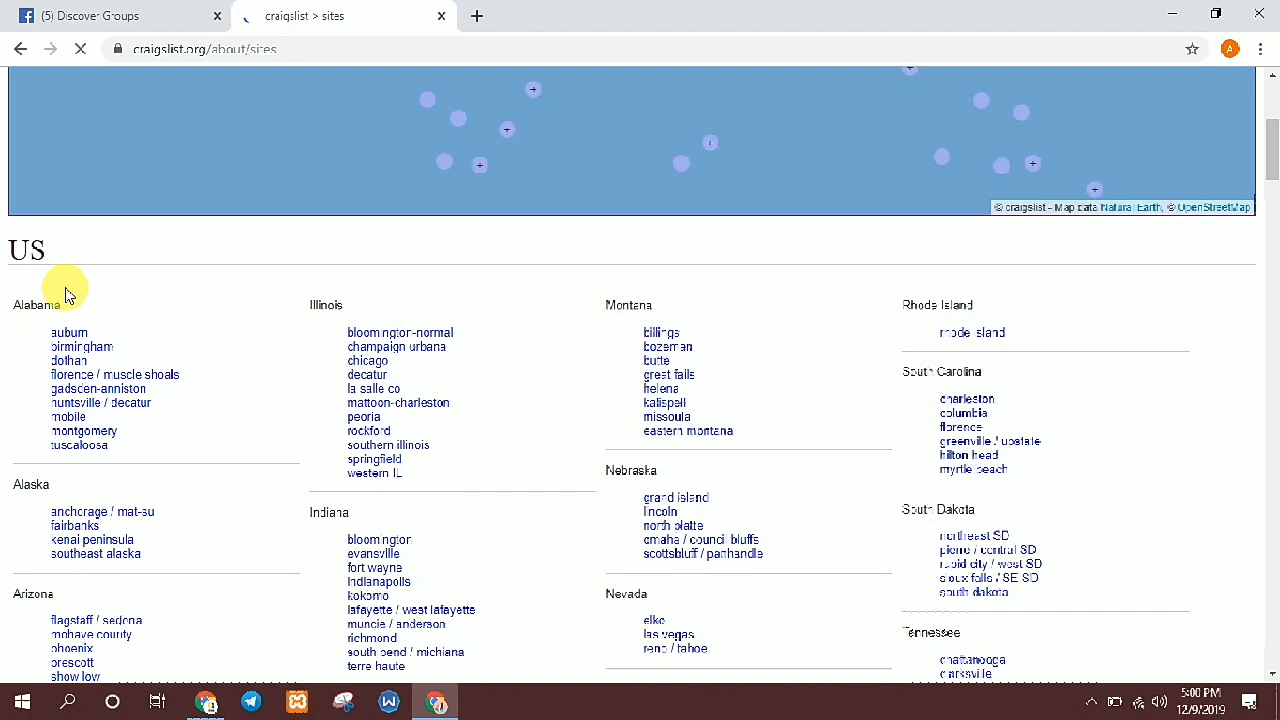 (5) Discover Groups
craigslist > sites
craigslist.org/about/sites
A
© craigslist - Map data Natural Earth, © OpenStreetMap
US
Alabama
auburn
birmingham
dothan
florence / muscle shoals
gadsden-anniston
huntsville / decatur
mobile
montgomery
tuscaloosa
Alaska
anchorage / mat-su
fairbanks
kenai peninsula
southeast alaska
Arizona
flagstaff / sedona
mohave county
phoenix
prescott
show low
Illinois
bloomington-normal
champaign urbana
chicago
decatur
la salle co
mattoon-charleston
peoria
rockford
southern illinois
springfield
western IL
Indiana
bloomington
evansville
fort wayne
indianapolis
kokomo
lafayette / west lafayette
muncie / anderson
richmond
south bend / michiana
terre haute
Montana
billings
bozeman
butte
great falls
helena
kalispell
missoula
eastern montana
Nebraska
grand island
lincoln
north platte
omaha / council bluffs
scottsbluff / panhandle
Nevada
elko
las vegas
reno / tahoe
Rhode Island
rhode island
South Carolina
charleston
columbia
florence
greenville / upstate
hilton head
myrtle beach
South Dakota
northeast SD
pierre / central SD
rapid city / west SD
sioux falls / SE SD
south dakota
Tennessee
chattanooga
clarksville
5:00 PM
12/9/2019